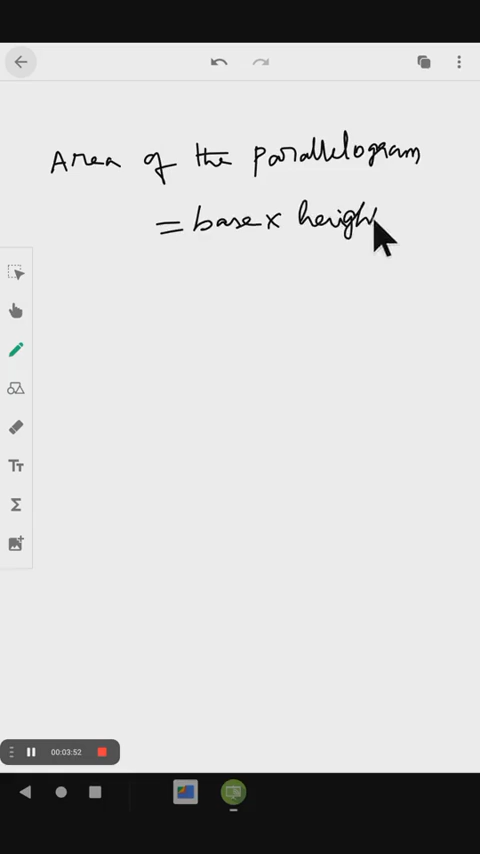 Area of the parallelogram
= base x height
00:03:52